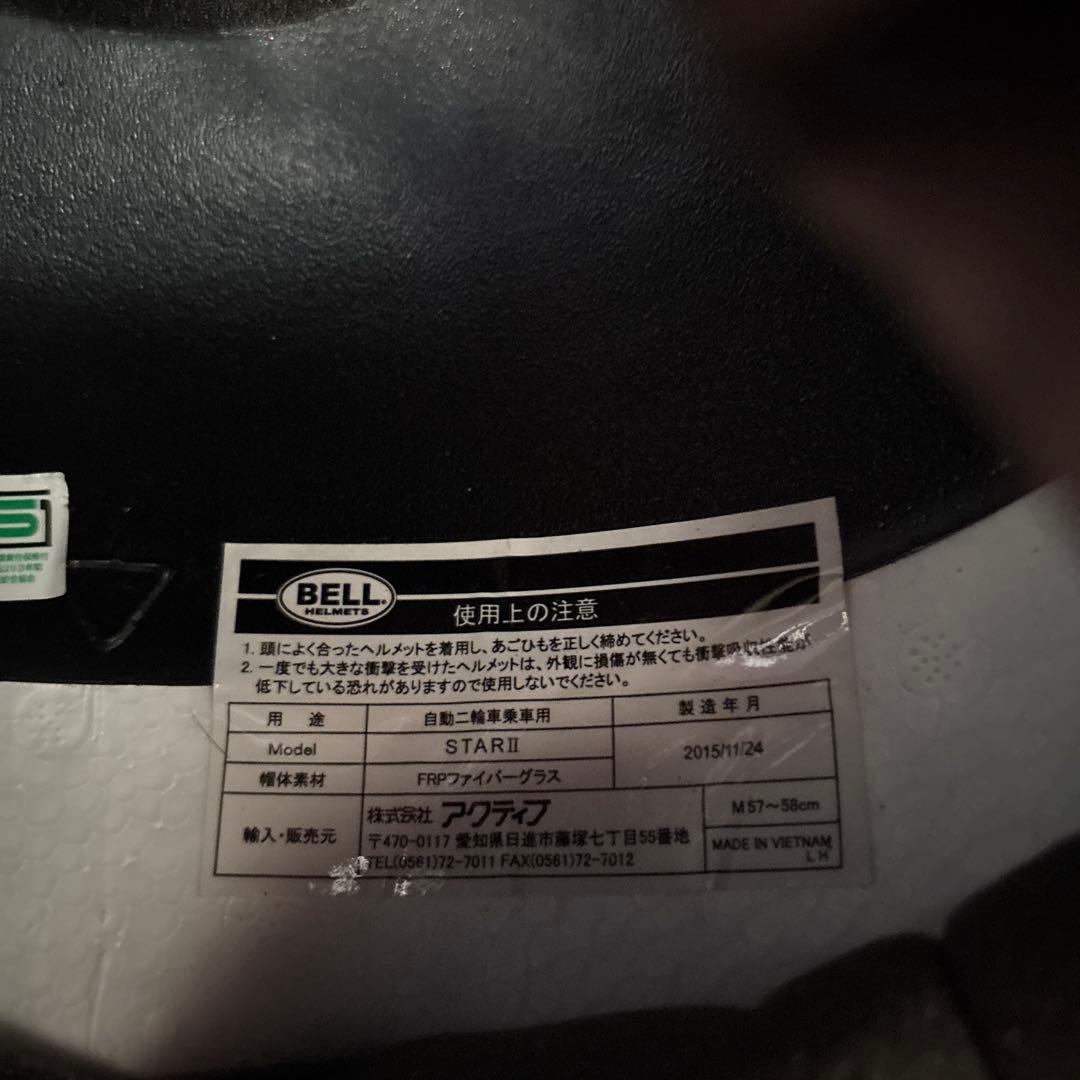 S
BELL
HELMETS
使用上の注意
1. 頭によく合ったヘルメットを着用し、あごひもを正しく締めてください。
2. 一度でも大きな衝撃を受けたヘルメットは、外観に損傷が無くても衝撃吸収性能が
低下している恐れがありますので使用しないでください。
用 途 自動二輪車乗車用 製造年月
Model STARⅡ 2015/11/24
帽体素材 FRPファイバーグラス
輸入・販売元 株式会社 アクティブ M 57～58cm
〒470-0117 愛知県日進市藤塚七丁目55番地
TEL(0561)72-7011 FAX(0561)72-7012
MADE IN VIETNAM
L H